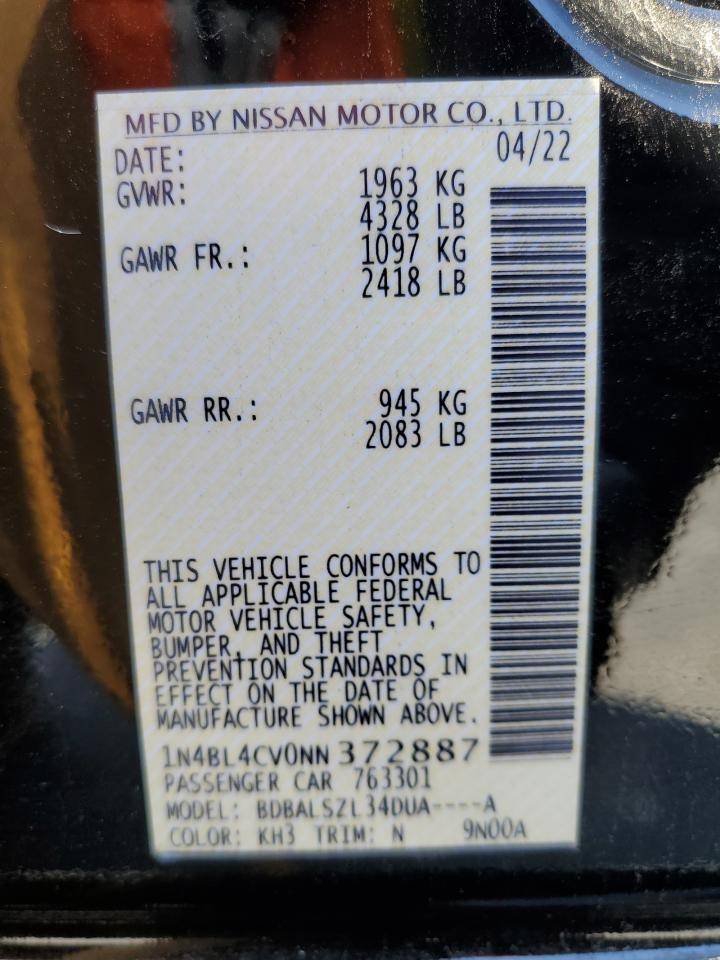 MFD BY NISSAN MOTOR CO., LTD.
DATE: 04/22
GVWR: 1963 KG
4328 LB
GAWR FR.: 1097 KG
2418 LB
GAWR RR.: 945 KG
2083 LB
THIS VEHICLE CONFORMS TO
ALL APPLICABLE FEDERAL
MOTOR VEHICLE SAFETY,
BUMPER, AND THEFT
PREVENTION STANDARDS IN
EFFECT ON THE DATE OF
MANUFACTURE SHOWN ABOVE.
1N4BL4CV0NN372887
PASSENGER CAR 763301
MODEL: BDBALSZL34DUA----A
COLOR: KH3 TRIM: N 9N00A